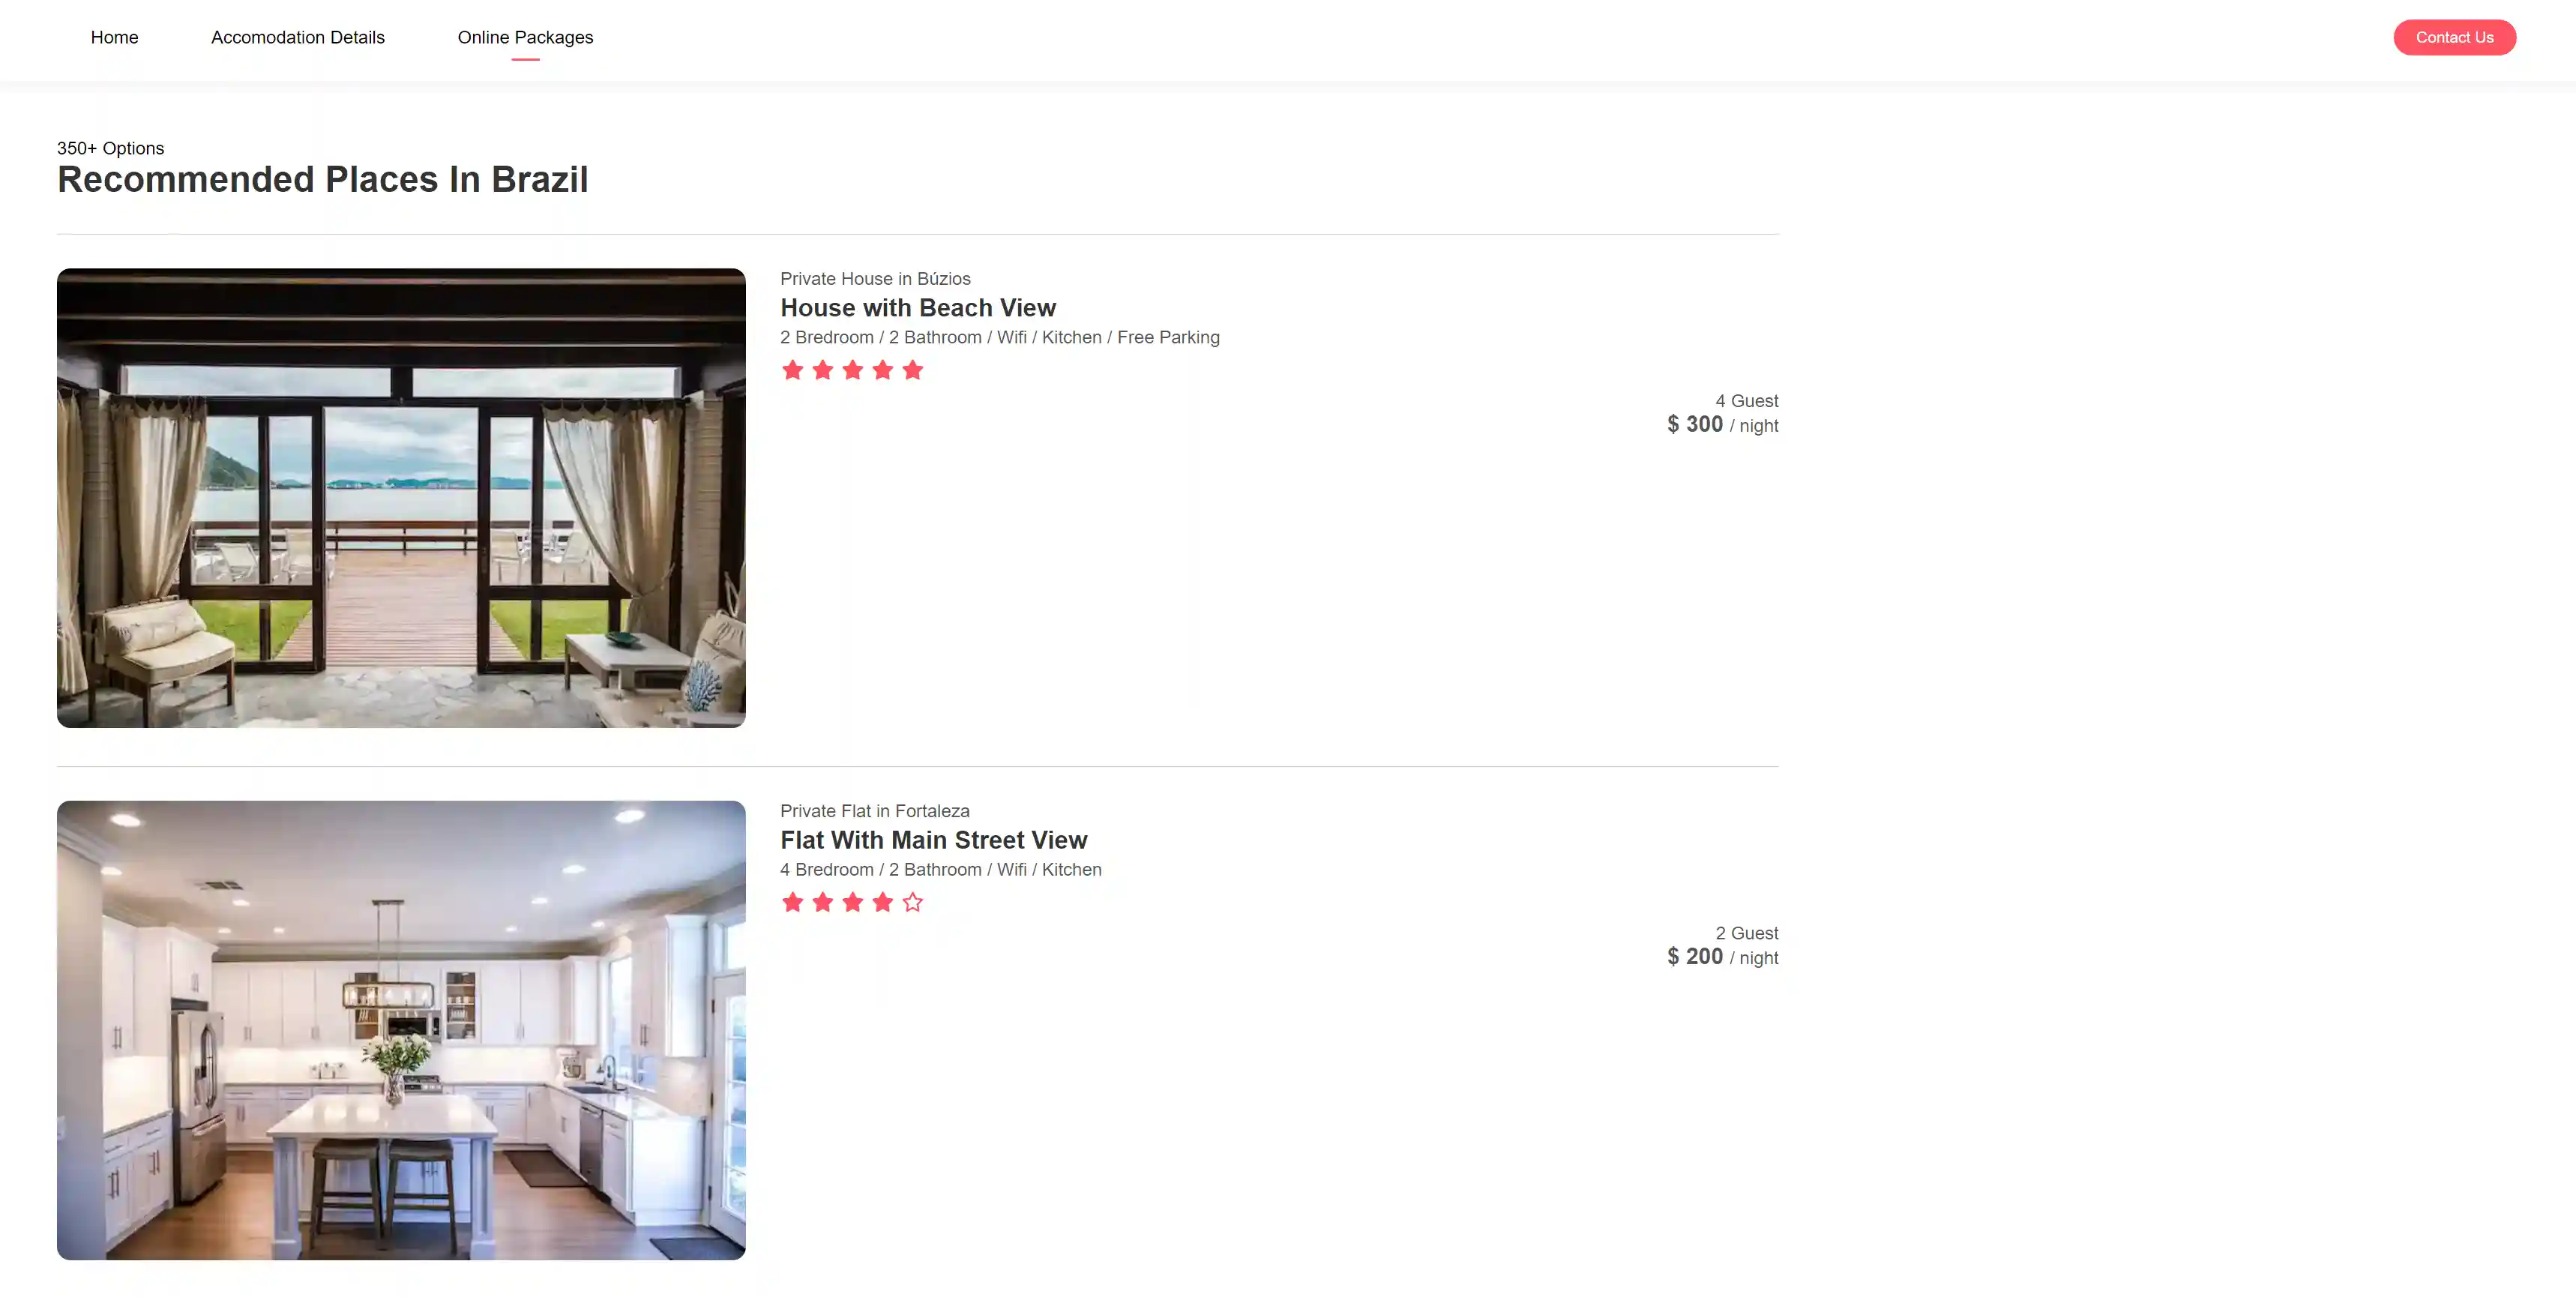 Home
Accomodation Details
Online Packages
Contact Us
350+ Options
Recommended Places In Brazil
Private House in Búzios
House with Beach View
2 Bredroom / 2 Bathroom / Wifi / Kitchen / Free Parking
4 Guest
$ 300 / night
Private Flat in Fortaleza
Flat With Main Street View
4 Bredroom / 2 Bathroom / Wifi / Kitchen
2 Guest
$ 200 / night